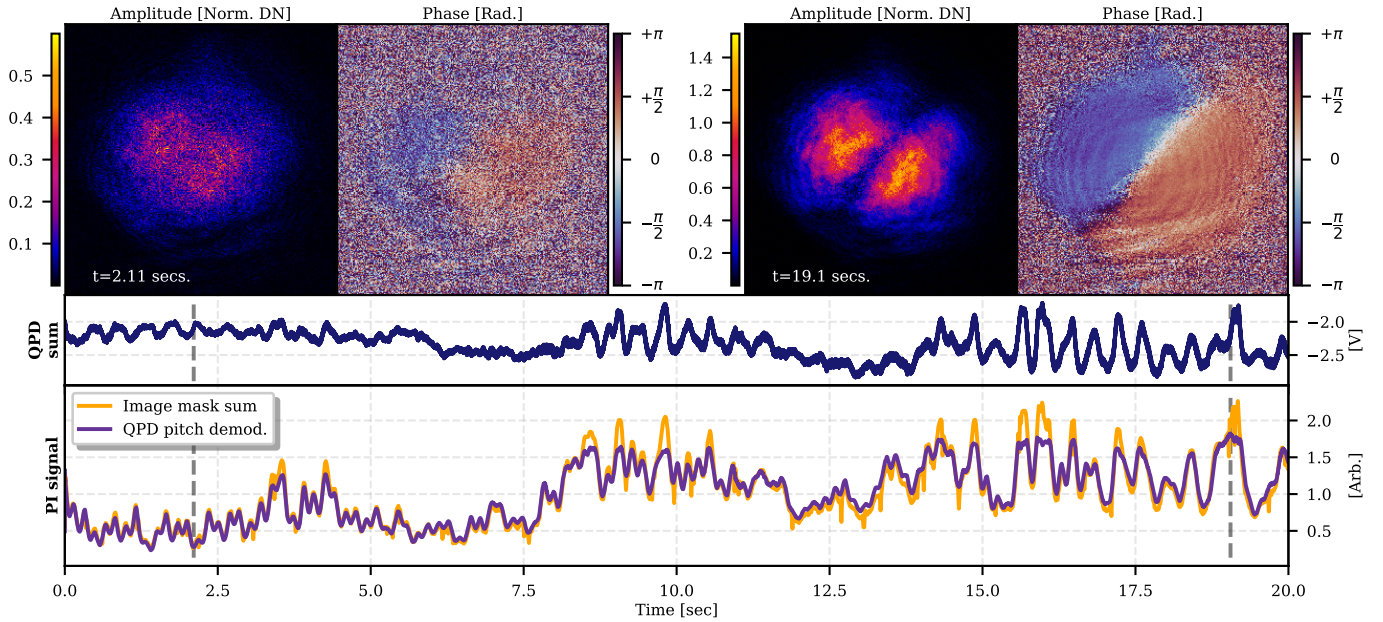 Amplitude [Norm. DN]
Phase [Rad.]
Amplitude [Norm. DN]
Phase [Rad.]
0.5
0.4
0.3
0.2
0.1
t=2.11 secs.
+π
+π/2
0
−π/2
−π
1.4
1.2
1.0
0.8
0.6
0.4
0.2
t=19.1 secs.
+π
+π/2
0
−π/2
−π
QPD
sum
−2.0
−2.5
[V]
Image mask sum
QPD pitch demod.
PI signal
2.0
1.5
1.0
0.5
[Arb.]
0.0
2.5
5.0
7.5
10.0
12.5
15.0
17.5
20.0
Time [sec]